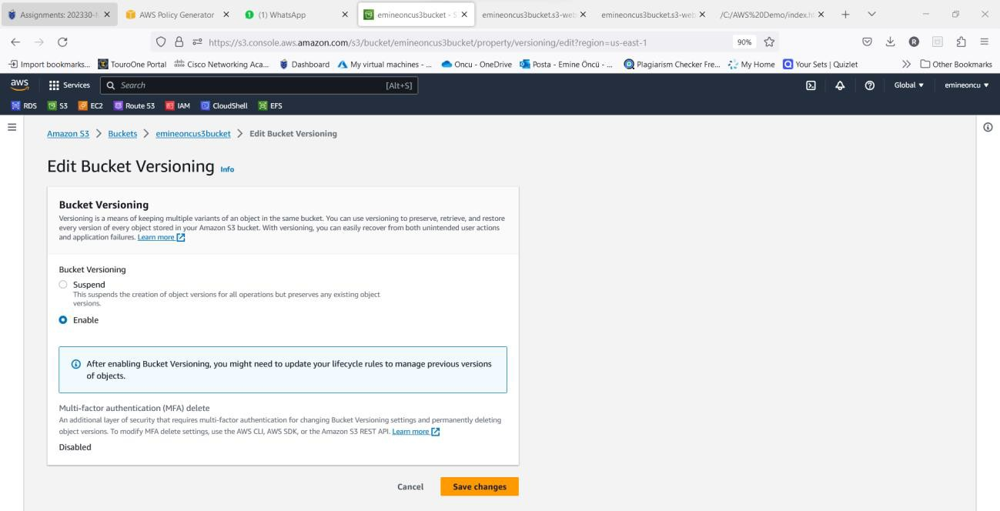 Assignments: 202330-
AWS Policy Generator
(1) WhatsApp
emineoncus3bucket - S
emineoncus3bucket.s3-web
emineoncus3bucket.s3-web
/C:/AWS%20Demo/index.h
https://s3.console.aws.amazon.com/s3/bucket/emineoncus3bucket/property/versioning/edit?region=us-east-1
90%
Import bookmarks...
TouroOne Portal
Cisco Networking Aca...
Dashboard
My virtual machines - ...
Oncu - OneDrive
Posta - Emine Öncü - ...
Plagiarism Checker Fre...
My Home
Your Sets | Quizlet
Other Bookmarks
aws
Services
Search
[Alt+S]
Global
emineoncu
RDS
S3
EC2
Route 53
IAM
CloudShell
EFS
Amazon S3 > Buckets > emineoncus3bucket > Edit Bucket Versioning
Edit Bucket Versioning Info
Bucket Versioning
Versioning is a means of keeping multiple variants of an object in the same bucket. You can use versioning to preserve, retrieve, and restore
every version of every object stored in your Amazon S3 bucket. With versioning, you can easily recover from both unintended user actions
and application failures. Learn more
Bucket Versioning
Suspend
This suspends the creation of object versions for all operations but preserves any existing object
versions.
Enable
After enabling Bucket Versioning, you might need to update your lifecycle rules to manage previous versions
of objects.
Multi-factor authentication (MFA) delete
An additional layer of security that requires multi-factor authentication for changing Bucket Versioning settings and permanently deleting
object versions. To modify MFA delete settings, use the AWS CLI, AWS SDK, or the Amazon S3 REST API. Learn more
Disabled
Cancel
Save changes